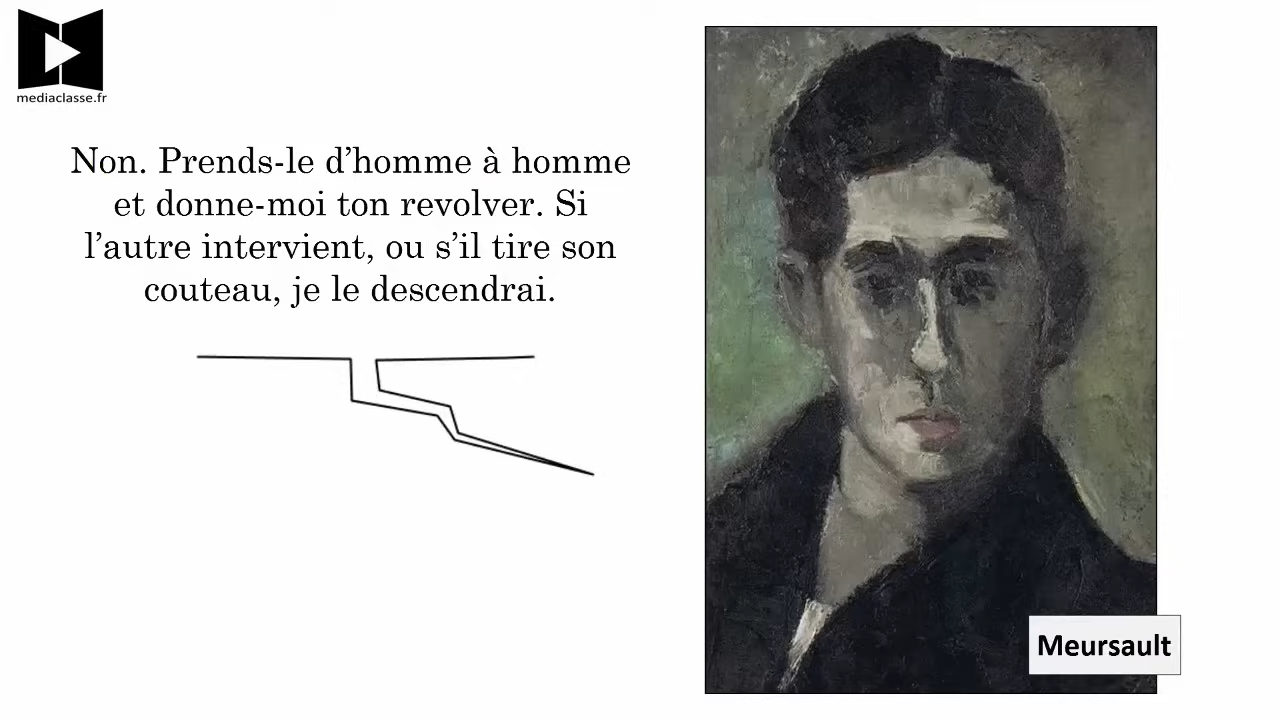 mediaclasse.fr
Non. Prends-le d’homme à homme
et donne-moi ton revolver. Si
l’autre intervient, ou s’il tire son
couteau, je le descendrai.
Meursault